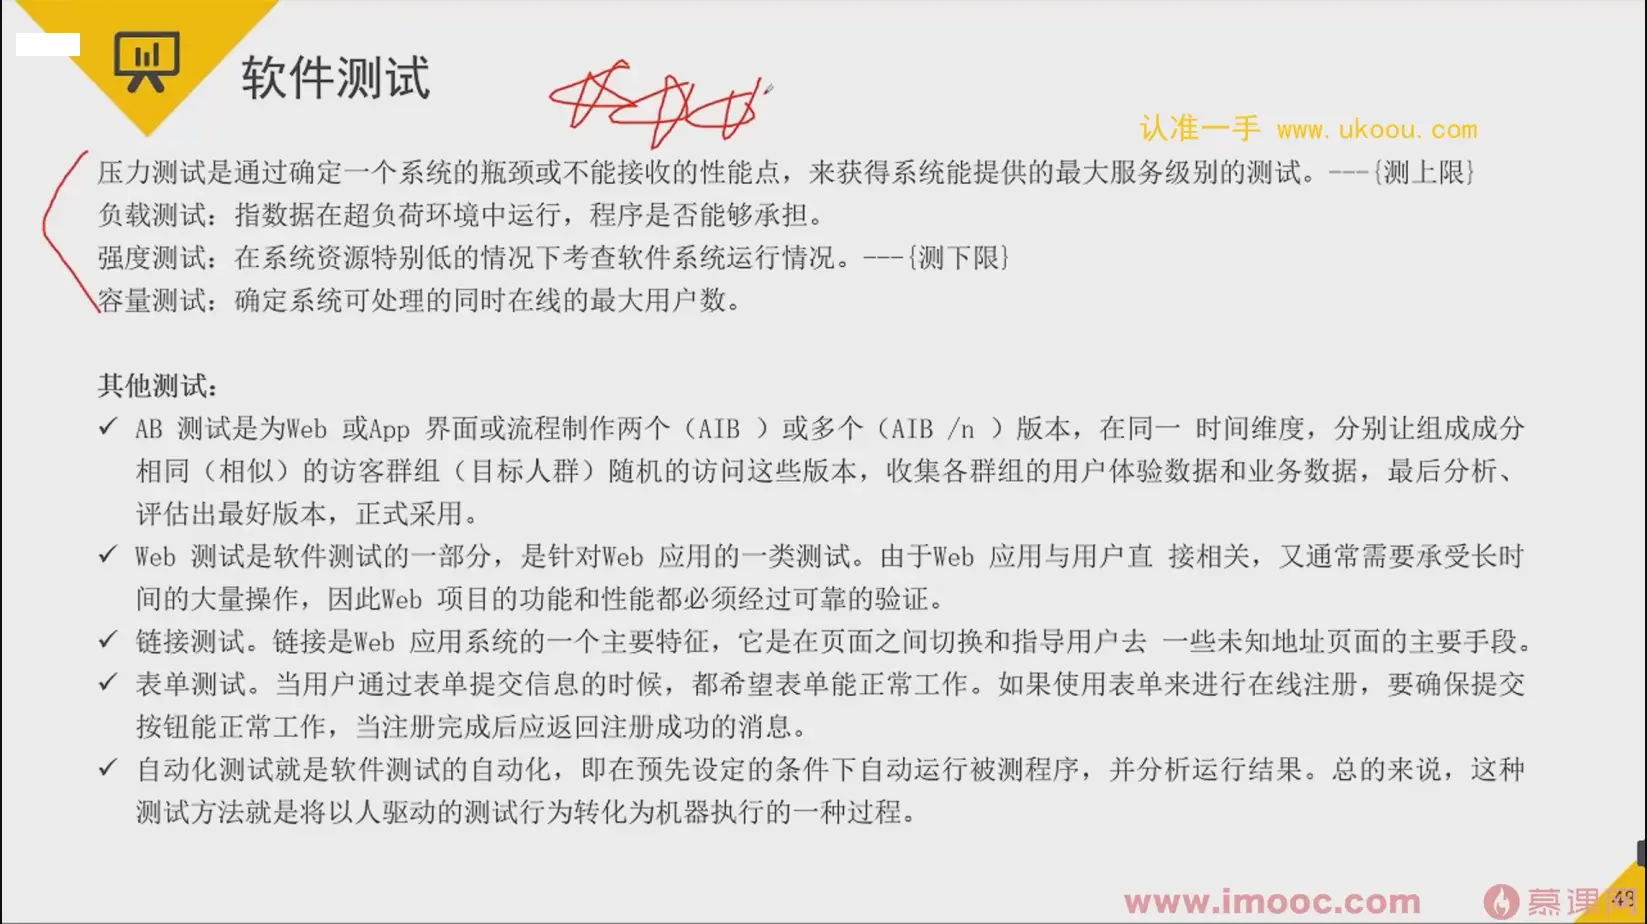 软件测试
认准一手 www.ukoou.com
压力测试是通过确定一个系统的瓶颈或不能接收的性能点，来获得系统能提供的最大服务级别的测试。---{测上限}
负载测试：指数据在超负荷环境中运行，程序是否能够承担。
强度测试：在系统资源特别低的情况下考查软件系统运行情况。---{测下限}
容量测试：确定系统可处理的同时在线的最大用户数。
其他测试：
✓ AB 测试是为Web 或App 界面或流程制作两个（AIB ）或多个（AIB /n ）版本，在同一 时间维度，分别让组成成分
相同（相似）的访客群组（目标人群）随机的访问这些版本，收集各群组的用户体验数据和业务数据，最后分析、
评估出最好版本，正式采用。
✓ Web 测试是软件测试的一部分，是针对Web 应用的一类测试。由于Web 应用与用户直 接相关，又通常需要承受长时
间的大量操作，因此Web 项目的功能和性能都必须经过可靠的验证。
✓ 链接测试。链接是Web 应用系统的一个主要特征，它是在页面之间切换和指导用户去 一些未知地址页面的主要手段。
✓ 表单测试。当用户通过表单提交信息的时候，都希望表单能正常工作。如果使用表单来进行在线注册，要确保提交
按钮能正常工作，当注册完成后应返回注册成功的消息。
✓ 自动化测试就是软件测试的自动化，即在预先设定的条件下自动运行被测程序，并分析运行结果。总的来说，这种
测试方法就是将以人驱动的测试行为转化为机器执行的一种过程。
www.imooc.com 慕课网